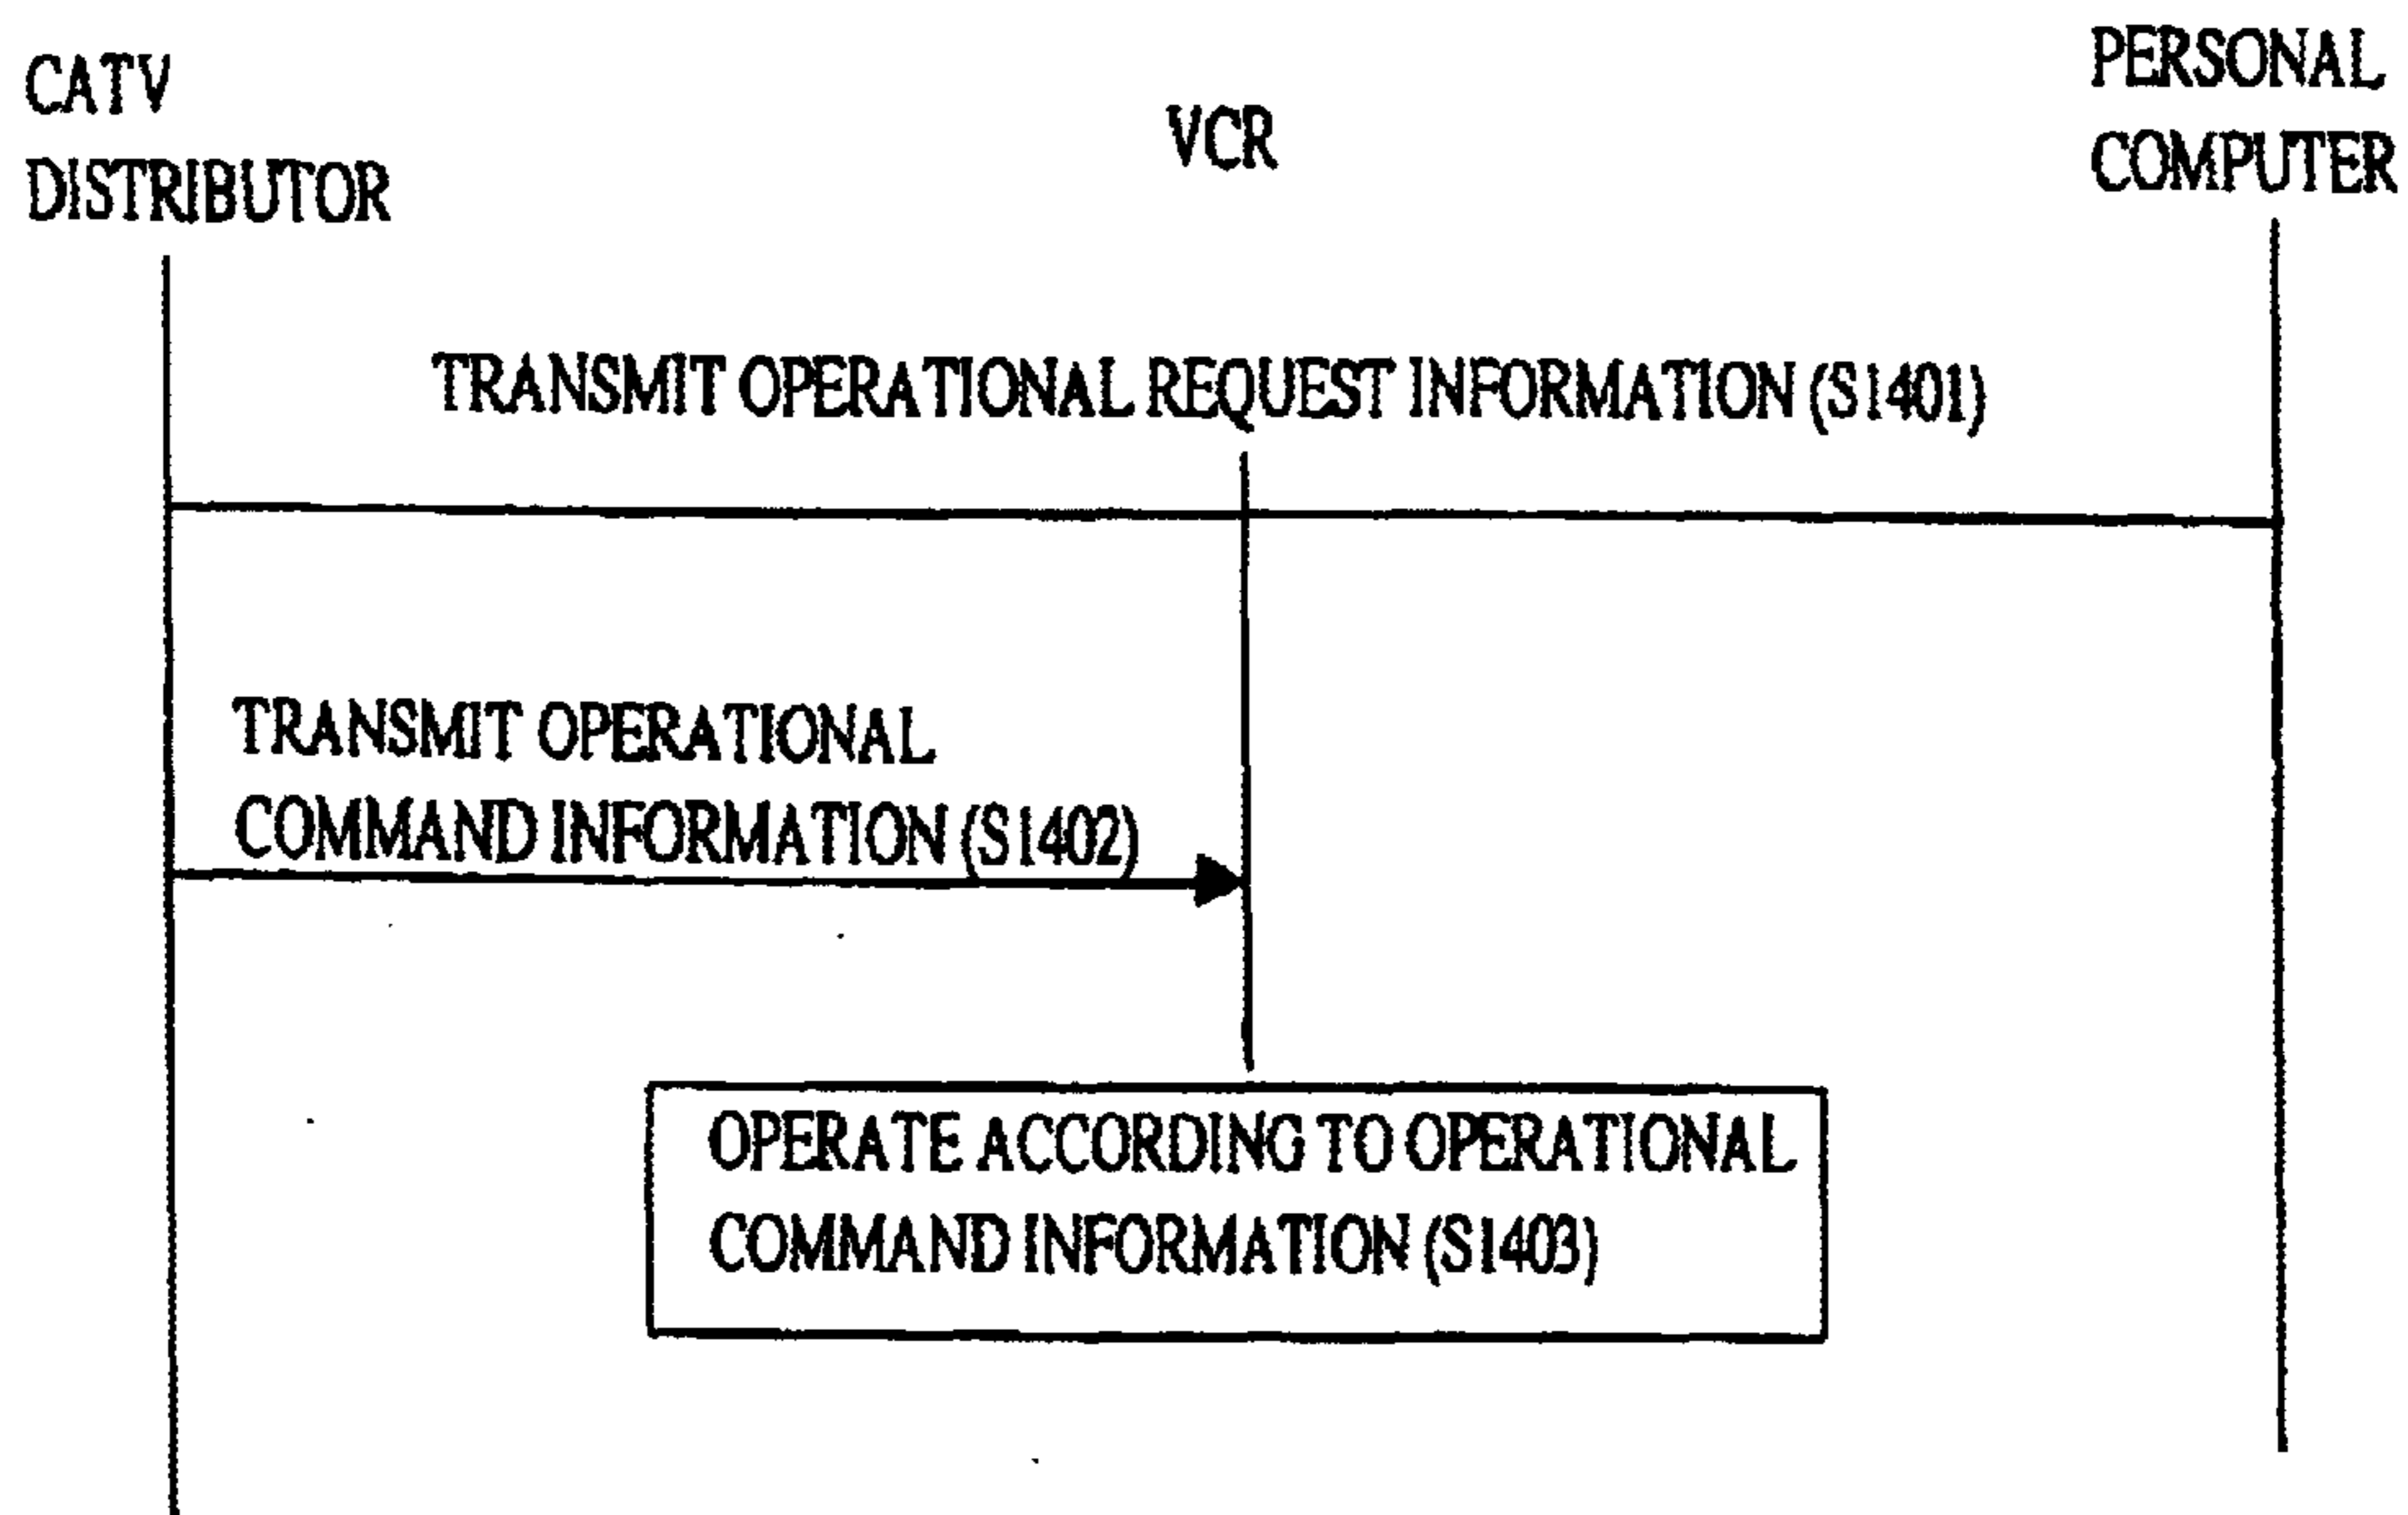 CATV
DISTRIBUTOR
VCR
PERSONAL
COMPUTER
TRANSMIT OPERATIONAL REQUEST INFORMATION (S1401)
TRANSMIT OPERATIONAL
COMMAND INFORMATION (S1402)
OPERATE ACCORDING TO OPERATIONAL
COMMAND INFORMATION (S1403)